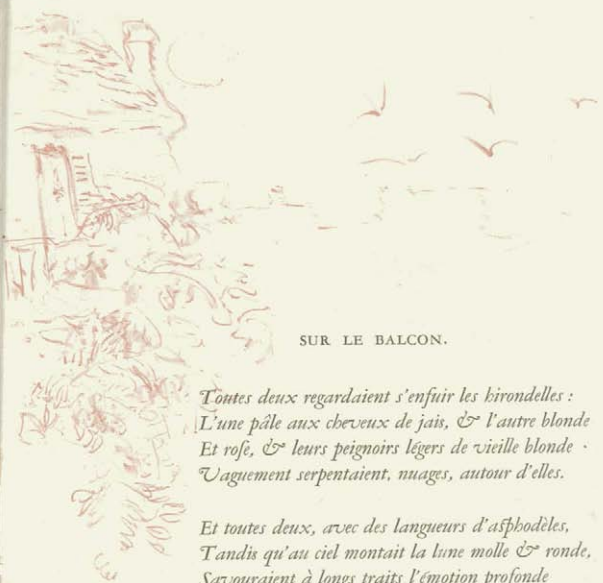 SUR LE BALCON.
Toutes deux regardaient s'enfuir les hirondelles :
L'une pâle aux cheveux de jais, & l'autre blonde
Et rose, & leurs peignoirs légers de vieille blonde
Vaguement serpentaient, nuages, autour d'elles.
Et toutes deux, avec des langueurs d'asphodèles,
Tandis qu'au ciel montait la lune molle & ronde,
Savouraient à longs traits l'émotion profonde